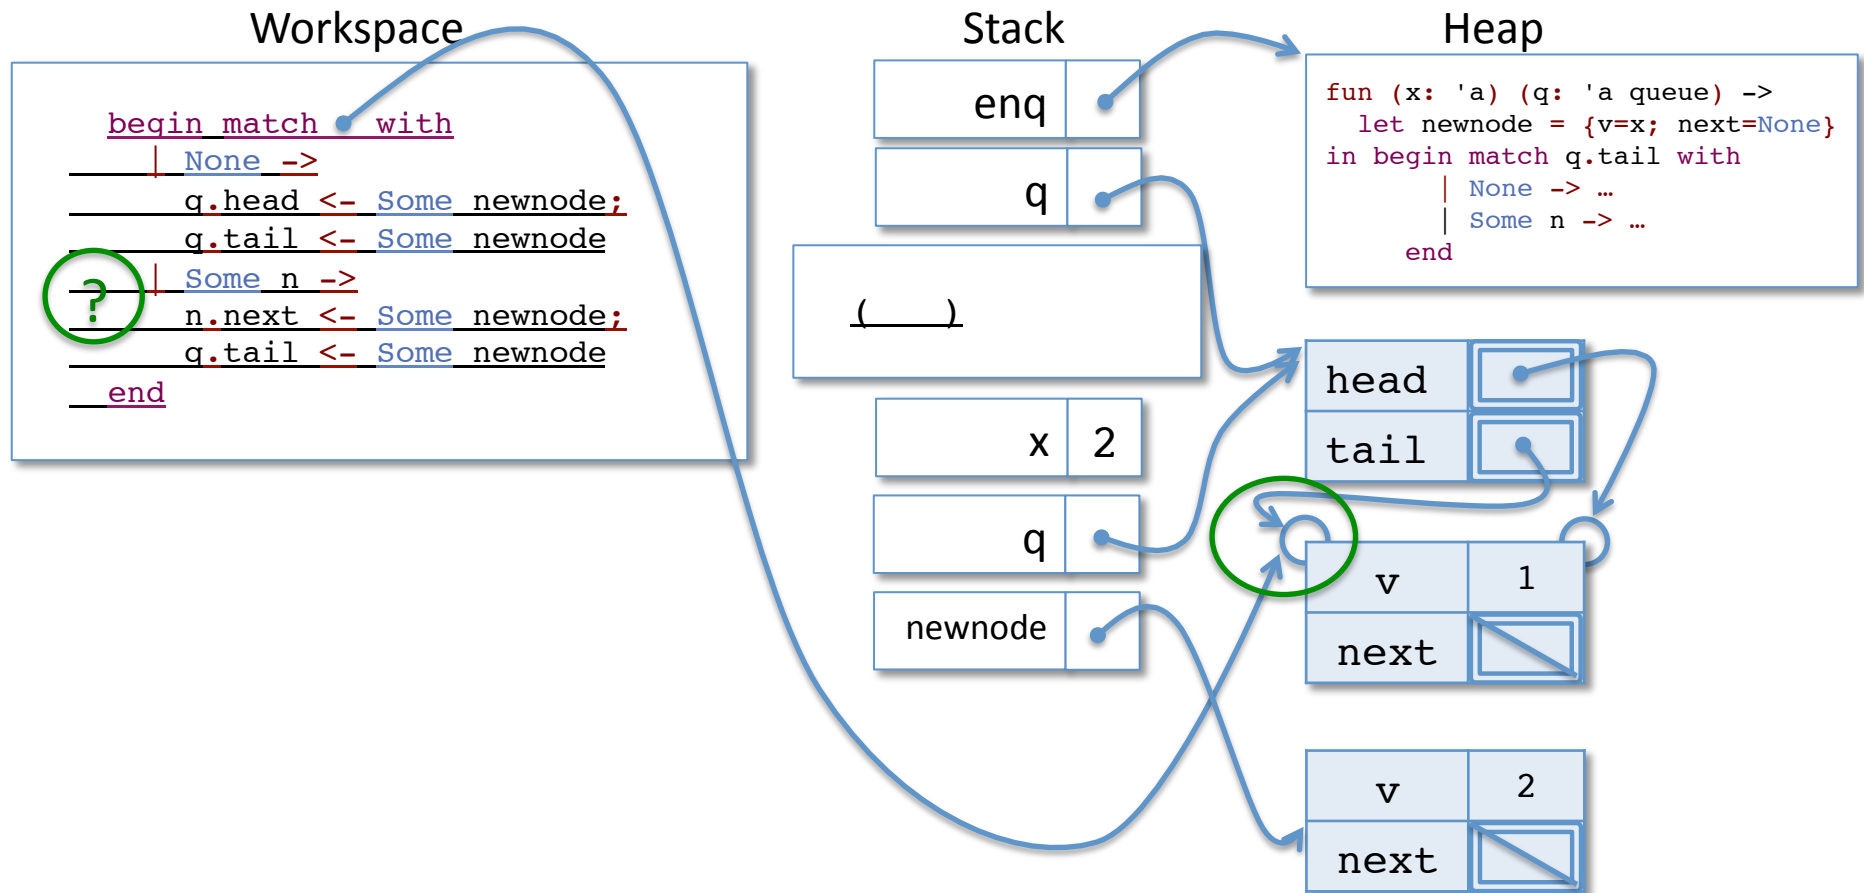 Workspace
begin match with
| None ->
q.head <- Some newnode;
q.tail <- Some newnode
| Some n ->
?
n.next <- Some newnode;
q.tail <- Some newnode
end
Stack
enq
q
( )
x 2
q
newnode
Heap
fun (x: 'a) (q: 'a queue) ->
let newnode = {v=x; next=None}
in begin match q.tail with
| None -> …
| Some n -> …
end
head
tail
v 1
next
v 2
next